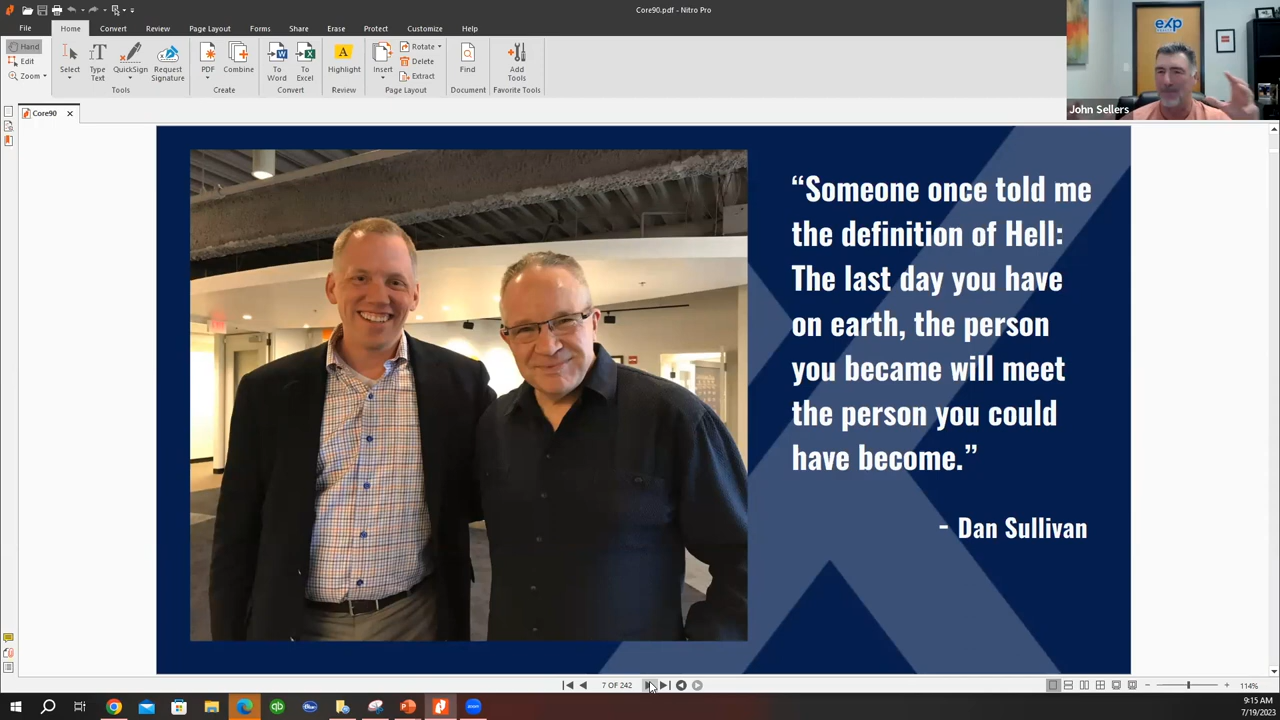 Core90.pdf - Nitro Pro
File Home Convert Review Page Layout Forms Share Erase Protect Customize Help
Hand
Edit
Zoom
Select
Type Text
QuickSign
Request Signature
Tools
PDF
Combine
Create
To Word
To Excel
Convert
Highlight
Review
Insert
Rotate
Delete
Extract
Page Layout
Find
Document
Add Tools
Favorite Tools
exp
John Sellers
Core90
“Someone once told me
the definition of Hell:
The last day you have
on earth, the person
you became will meet
the person you could
have become.”
- Dan Sullivan
7 OF 242
114%
9:15 AM
7/19/2023